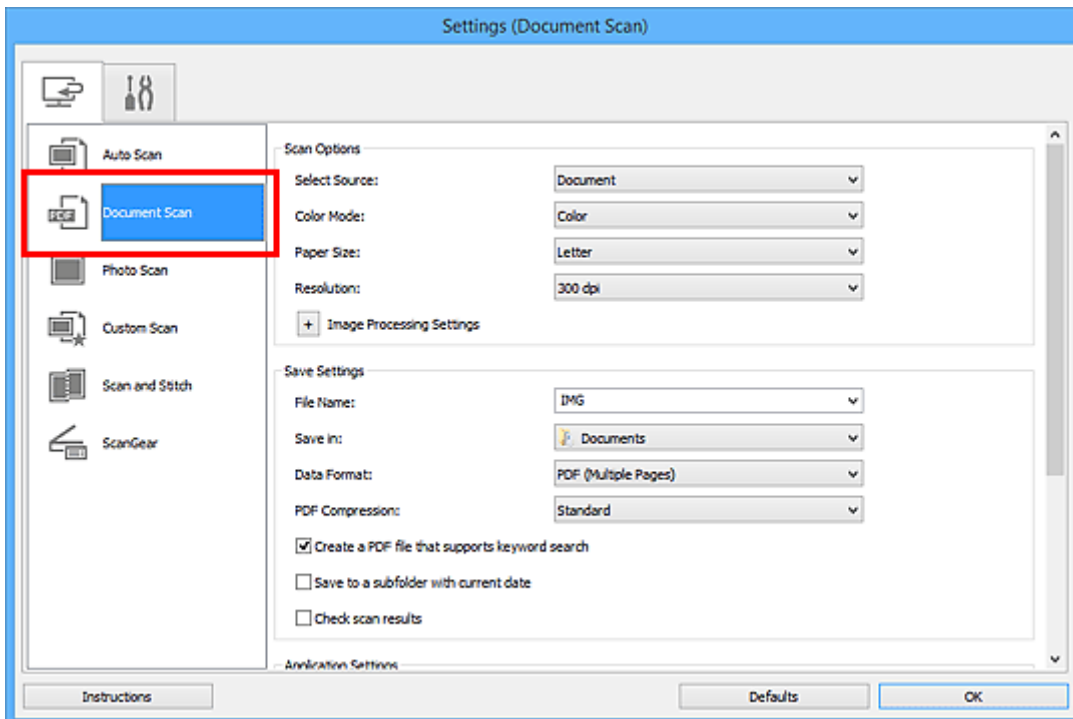 Settings (Document Scan)
Auto Scan
PDF
Document Scan
Photo Scan
Custom Scan
Scan and Stitch
ScanGear
Scan Options
Select Source: Document
Color Mode: Color
Paper Size: Letter
Resolution: 300 dpi
+ Image Processing Settings
Save Settings
File Name: IMG
Save in: Documents
Data Format: PDF (Multiple Pages)
PDF Compression: Standard
Create a PDF file that supports keyword search
Save to a subfolder with current date
Check scan results
Application Settings
Instructions
Defaults
OK